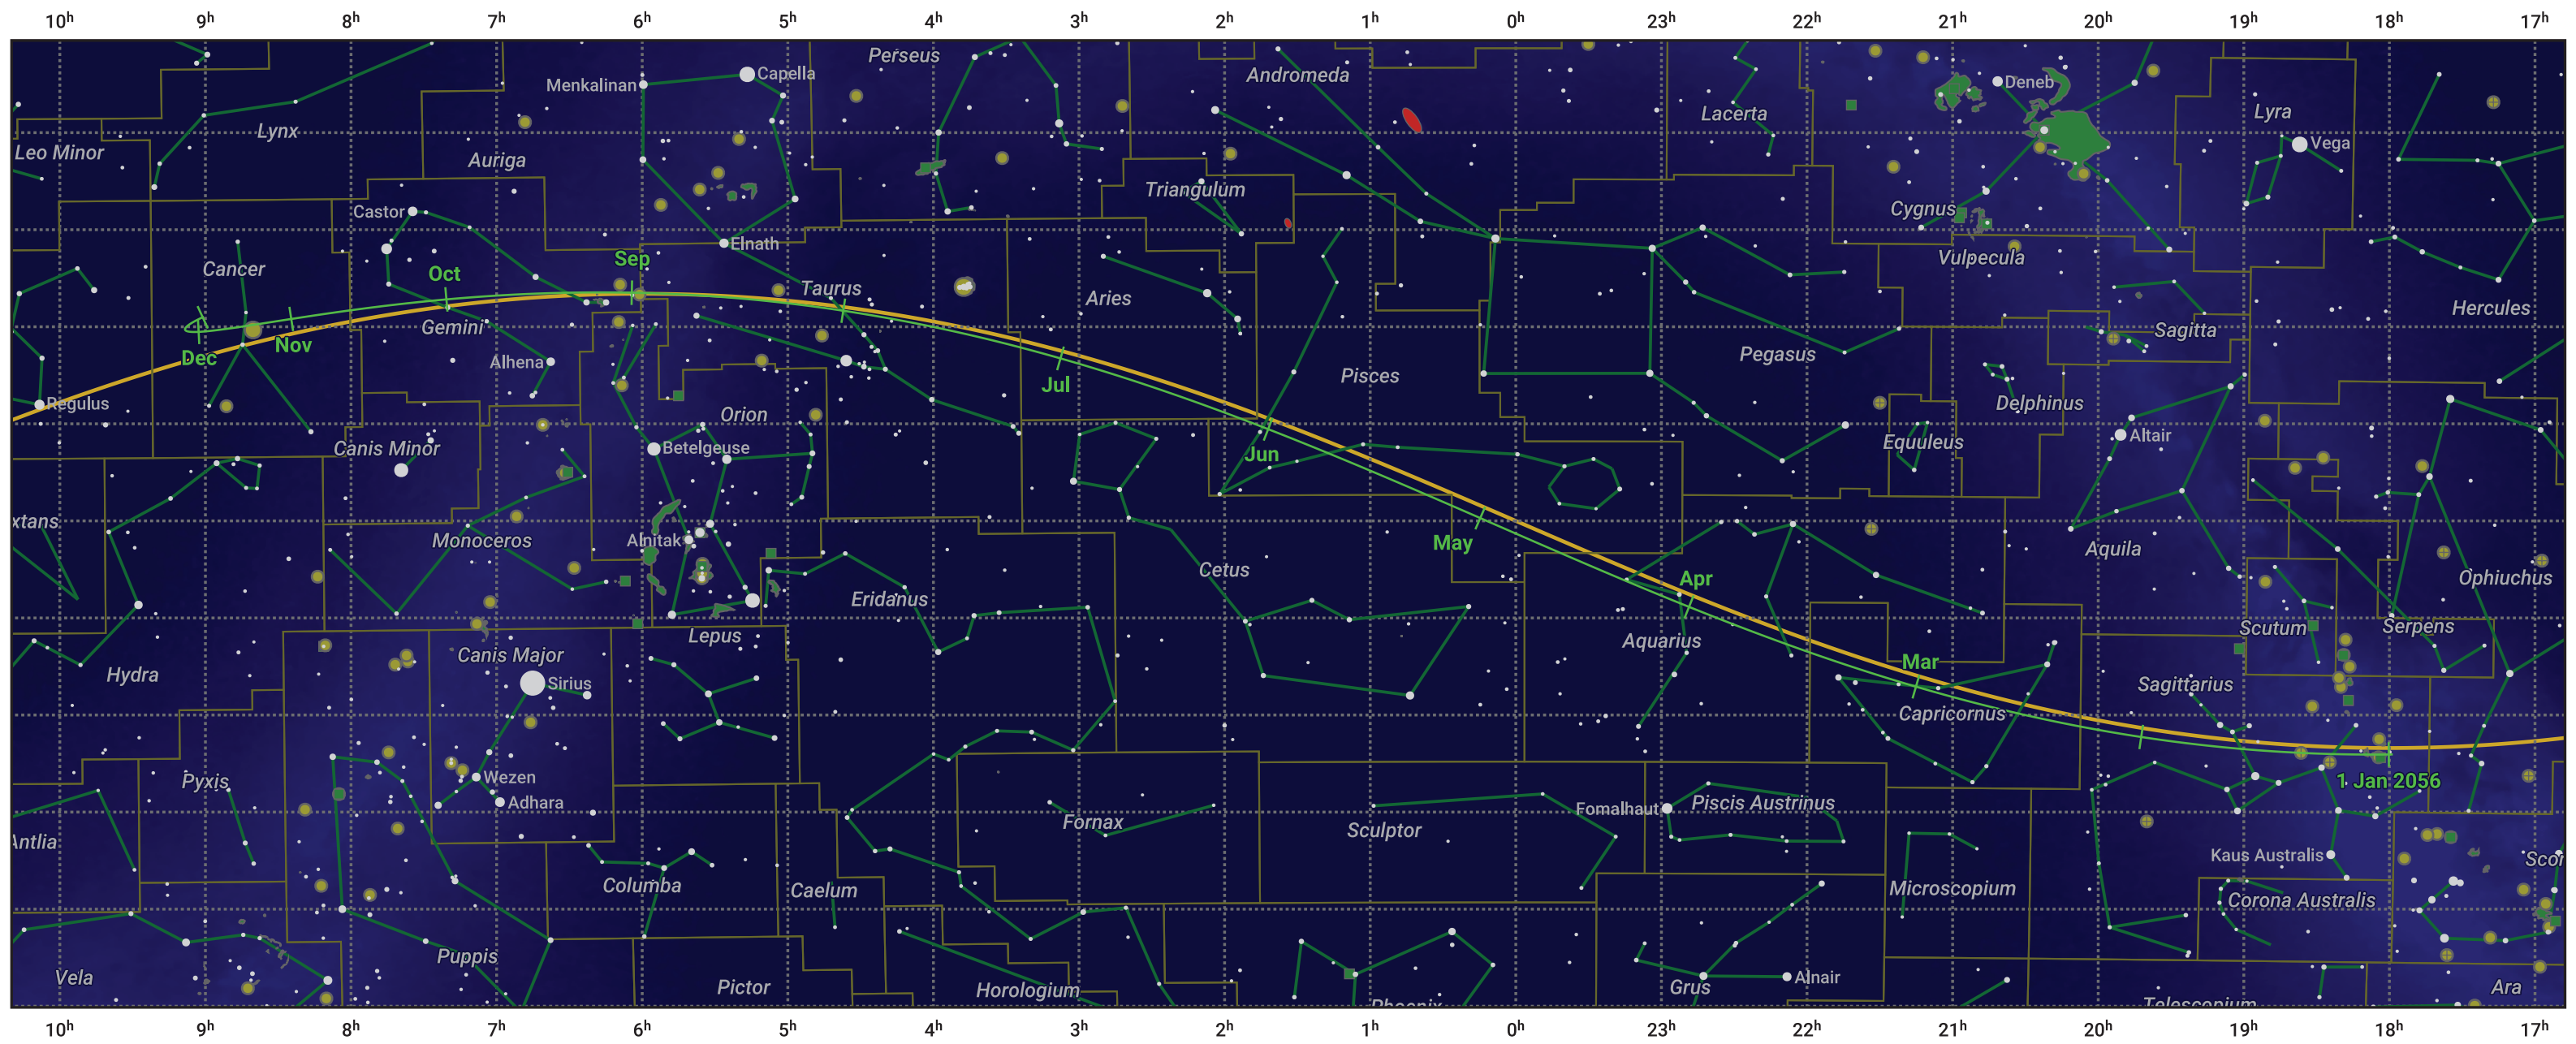 10h 9h 8h 7h 6h 5h 4h 3h 2h 1h 0h 23h 22h 21h 20h 19h 18h 17h
Perseus
Andromeda
Capella
Menkalinan
Deneb
Lacerta
Lyra
Lynx
Vega
Leo Minor
Auriga
Triangulum
Castor
Cygnus
Elnath
Sep
Vulpecula
Cancer
Oct
Taurus
Aries
Hercules
Gemini
Sagitta
Nov
Dec
Pegasus
Alhena
Jul
Pisces
Regulus
Delphinus
Orion
Altair
Equuleus
Canis Minor
Betelgeuse
Jun
xtans
Monoceros
Alnitak
May
Aquila
Cetus
Apr
Ophiuchus
Eridanus
Scutum
Serpens
Lepus
Aquarius
Canis Major
Mar
Hydra
Sirius
Sagittarius
Capricornus
Wezen
Pyxis
1 Jan 2056
Adhara
Fomalhaut
Piscis Austrinus
Fornax
Sculptor
Antlia
Kaus Australis
Scor
Columba
Caelum
Microscopium
Corona Australis
Puppis
Vela
Alnair
Pictor
Horologium
Grus
Ara
Phoenix
Telescopium
10h 9h 8h 7h 6h 5h 4h 3h 2h 1h 0h 23h 22h 21h 20h 19h 18h 17h